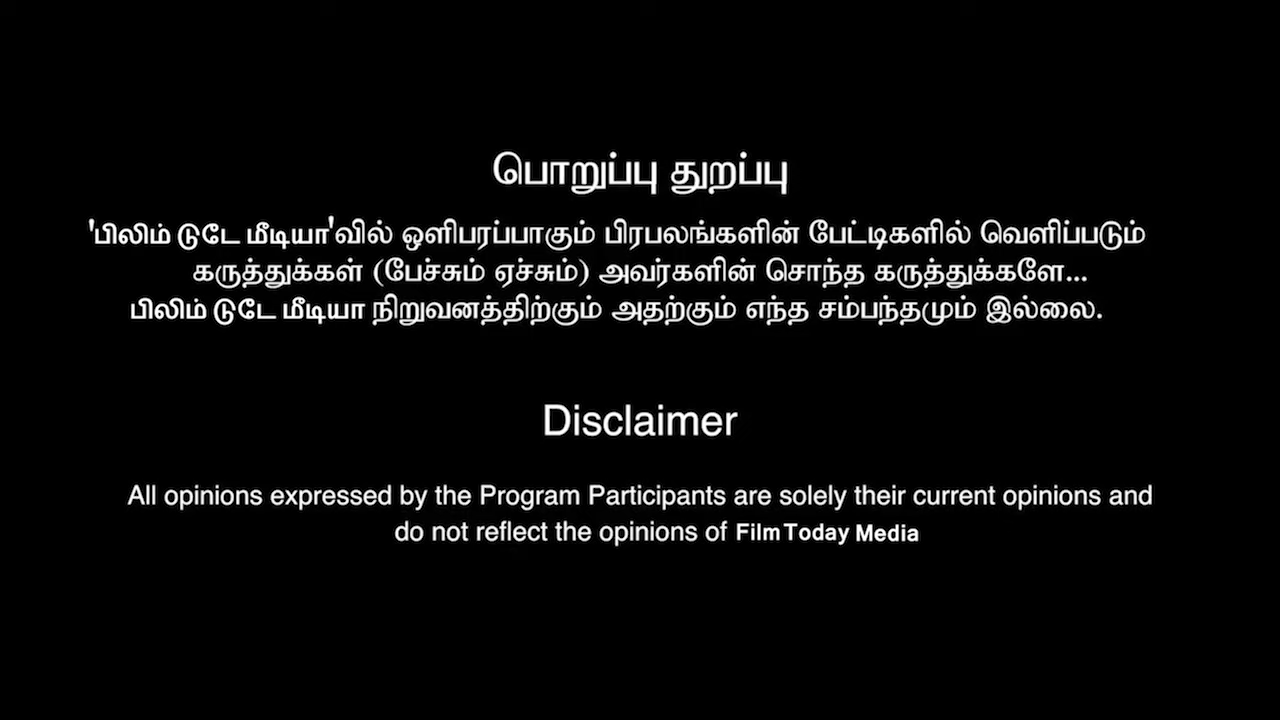 பொறுப்பு துறப்பு
'பிலிம் டுடே மீடியா'வில் ஒளிபரப்பாகும் பிரபலங்களின் பேட்டிகளில் வெளிப்படும்
கருத்துக்கள் (பேச்சும் ஏச்சும்) அவர்களின் சொந்த கருத்துக்களே...
பிலிம் டுடே மீடியா நிறுவனத்திற்கும் அதற்கும் எந்த சம்பந்தமும் இல்லை.
Disclaimer
All opinions expressed by the Program Participants are solely their current opinions and
do not reflect the opinions of Film Today Media